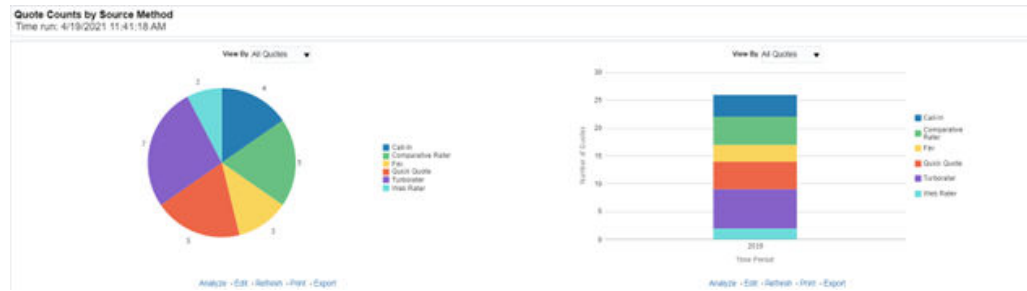 Quote Counts by Source Method
Time run: 4/19/2021 11:41:18 AM
View By All Quotes
2
4
7
5
5
3
Call-In
Comparative Rater
Fax
Quick Quote
Turborater
Web Rater
Analyze - Edit - Refresh - Print - Export
View By All Quotes
30
25
20
15
10
5
0
Number of Quotes
2019
Time Period
Call-In
Comparative
Rater
Fax
Quick Quote
Turborater
Web Rater
Analyze - Edit - Refresh - Print - Export